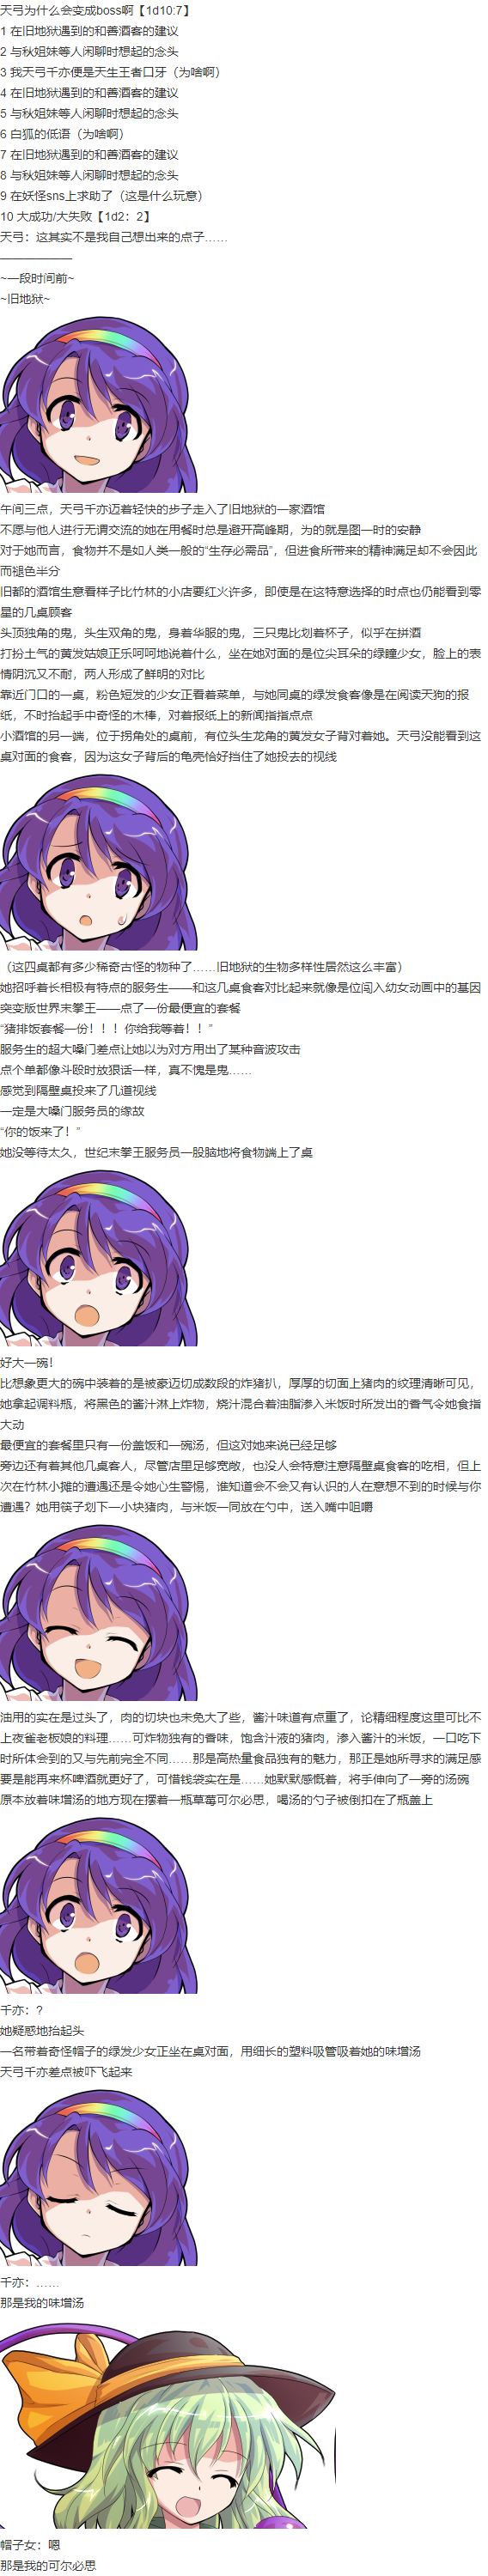 天弓为什么会变成boss啊【1d10:7】
1 在旧地狱遇到的和善酒客的建议
2 与秋姐妹等人闲聊时想起的念头
3 我天弓千亦便是天生王者口牙（为啥啊）
4 在旧地狱遇到的和善酒客的建议
5 与秋姐妹等人闲聊时想起的念头
6 白狐的低语（为啥啊）
7 在旧地狱遇到的和善酒客的建议
8 与秋姐妹等人闲聊时想起的念头
9 在妖怪sns上求助了（这是什么玩意）
10 大成功/大失败【1d2：2】
天弓：这其实不是我自己想出来的点子……
——————
~一段时间前~
~旧地狱~
午间三点，天弓千亦迈着轻快的步子走入了旧地狱的一家酒馆
不愿与他人进行无谓交流的她在用餐时总是避开高峰期，为的就是图一时的安静
对于她而言，食物并不是如人类一般的“生存必需品”，但进食所带来的精神满足却不会因此
而褪色半分
旧都的酒馆生意看样子比竹林的小店要红火许多，即使是在这特意选择的时点也仍能看到零
星的几桌顾客
头顶独角的鬼，头生双角的鬼，身着华服的鬼，三只鬼比划着杯子，似乎在拼酒
打扮土气的黄发姑娘正乐呵呵地说着什么，坐在她对面的是位尖耳朵的绿瞳少女，脸上的表
情阴沉又不耐，两人形成了鲜明的对比
靠近门口的一桌，粉色短发的少女正看着菜单，与她同桌的绿发食客像是在阅读天狗的报
纸，不时抬起手中奇怪的木棒，对着报纸上的新闻指指点点
小酒馆的另一端，位于拐角处的桌前，有位头生龙角的黄发女子背对着她。天弓没能看到这
桌对面的食客，因为这女子背后的龟壳恰好挡住了她投去的视线
（这四桌都有多少稀奇古怪的物种了……旧地狱的生物多样性居然这么丰富）
她招呼着长相极有特点的服务生——和这几桌食客对比起来就像是位闯入幼女动画中的基因
突变版世界末拳王——点了一份最便宜的套餐
“猪排饭套餐一份！！！你给我等着！！”
服务生的超大嗓门差点让她以为对方用出了某种音波攻击
点个单都像斗殴时放狠话一样，真不愧是鬼……
感觉到隔壁桌投来了几道视线
一定是大嗓门服务员的缘故
“你的饭来了！”
她没等待太久，世纪末拳王服务员一股脑地将食物端上了桌
好大一碗！
比想象更大的碗中装着的是被豪迈切成数段的炸猪扒，厚厚的切面上猪肉的纹理清晰可见，
她拿起调料瓶，将黑色的酱汁淋上炸物，烧汁混合着油脂渗入米饭时所发出的香气令她食指
大动
最便宜的套餐里只有一份盖饭和一碗汤，但这对她来说已经足够
旁边还有着其他几桌客人，尽管店里足够宽敞，也没人会特意注意隔壁桌食客的吃相，但上
次在竹林小摊的遭遇还是令她心生警惕，谁知道会不会又有认识的人在意想不到的时候与你
遭遇？她用筷子划下一小块猪肉，与米饭一同放在勺中，送入嘴中咀嚼
油用的实在是过头了，肉的切块也未免大了些，酱汁味道有点重了，论精细程度这里可比不
上夜雀老板娘的料理……可炸物独有的香味，饱含汁液的猪肉，渗入酱汁的米饭，一口吃下
时所体会到的又与先前完全不同……那是高热量食品独有的魅力，那正是她所寻求的满足感
要是能再来杯啤酒就更好了，可惜钱袋实在是……她默默感慨着，将手伸向了一旁的汤碗
原本放着味增汤的地方现在摆着一瓶草莓可尔必思，喝汤的勺子被倒扣在了瓶盖上
千亦：?
她疑惑地抬起头
一名带着奇怪帽子的绿发少女正坐在桌对面，用细长的塑料吸管吸着她的味增汤
天弓千亦差点被吓飞起来
千亦：……
那是我的味增汤
帽子女：嗯
那是我的可尔必思